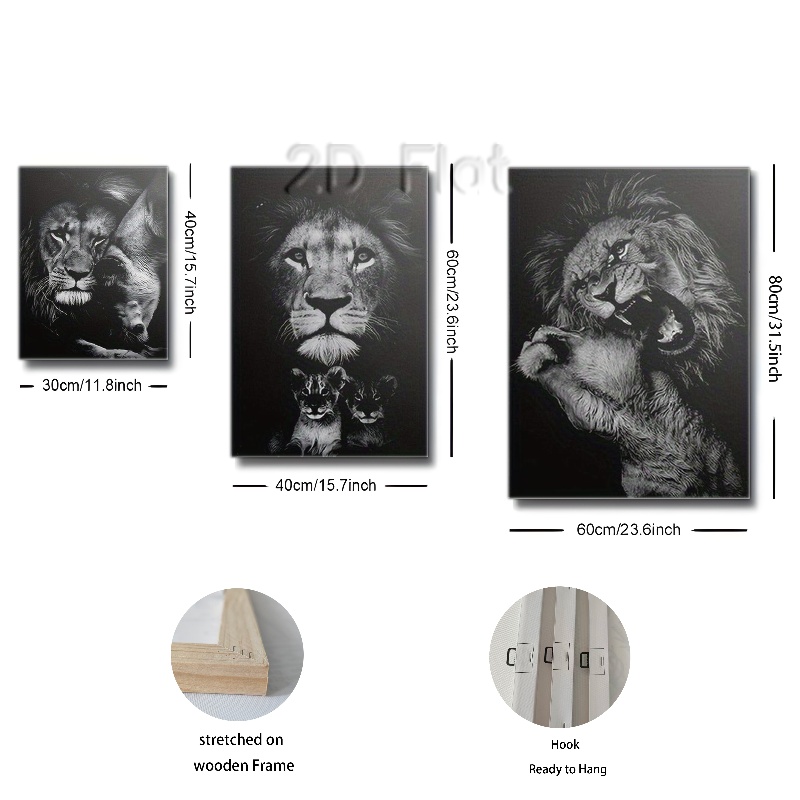 2D Flat
40cm/15.7inch
60cm/23.6inch
80cm/31.5inch
30cm/11.8inch
40cm/15.7inch
60cm/23.6inch
stretched on
wooden Frame
Hook
Ready to Hang